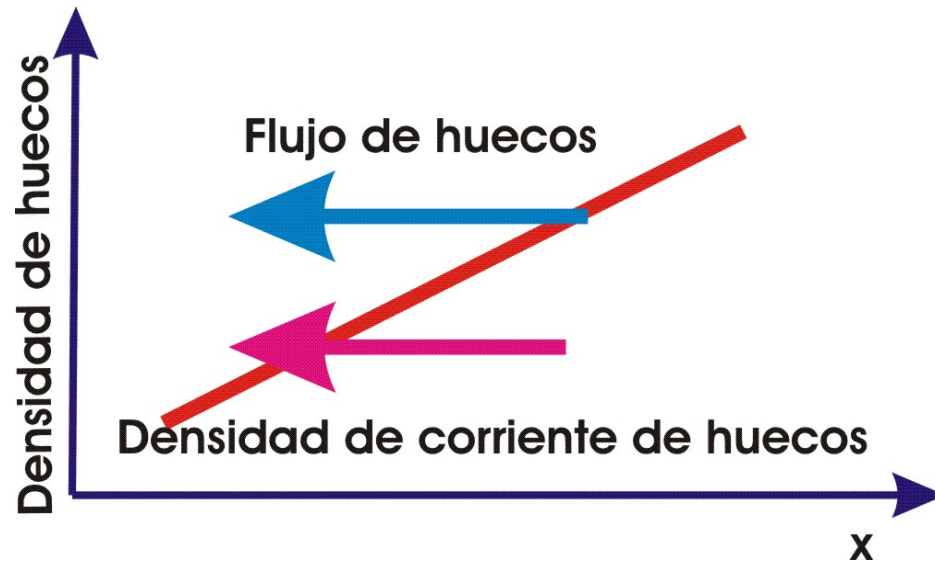 Densidad de huecos
Flujo de huecos
Densidad de corriente de huecos
x